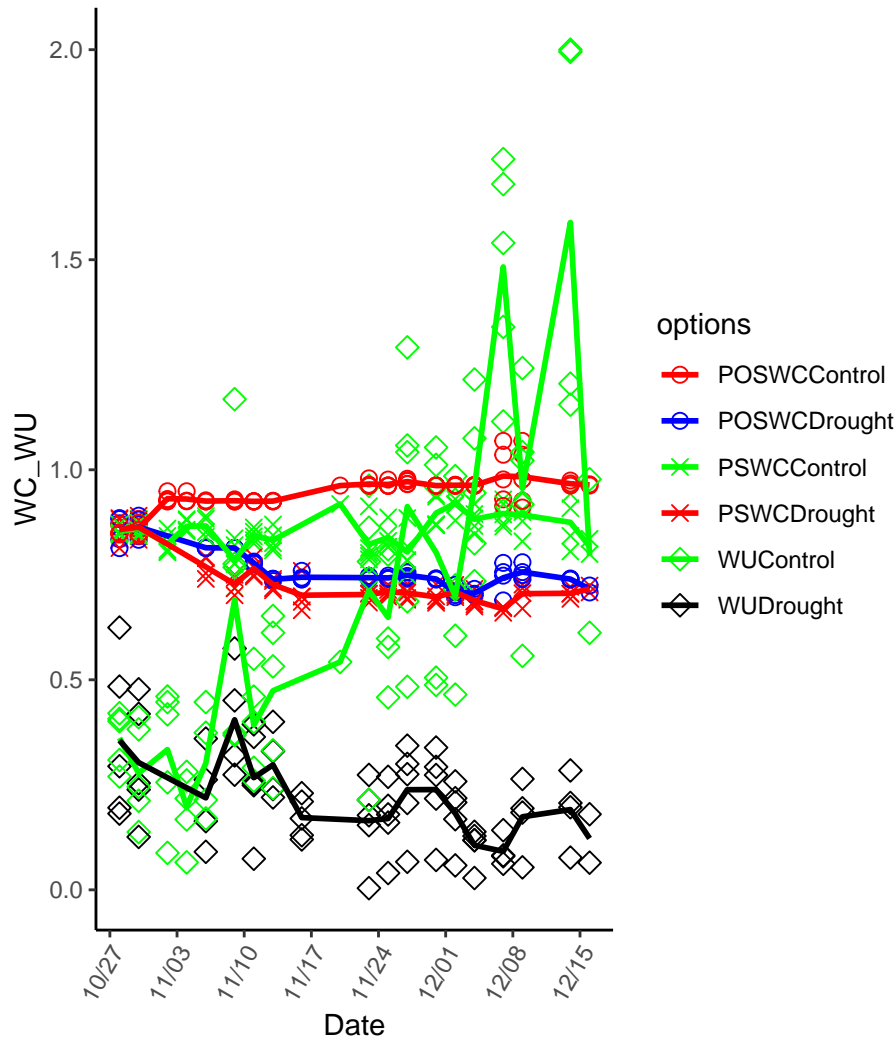 2.0
1.5
1.0
0.5
0.0
WC_WU
10/27
11/03
11/10
11/17
11/24
12/01
12/08
12/15
Date
options
POSWCControl
POSWCDrought
PSWCControl
PSWCDrought
WUControl
WUDrought